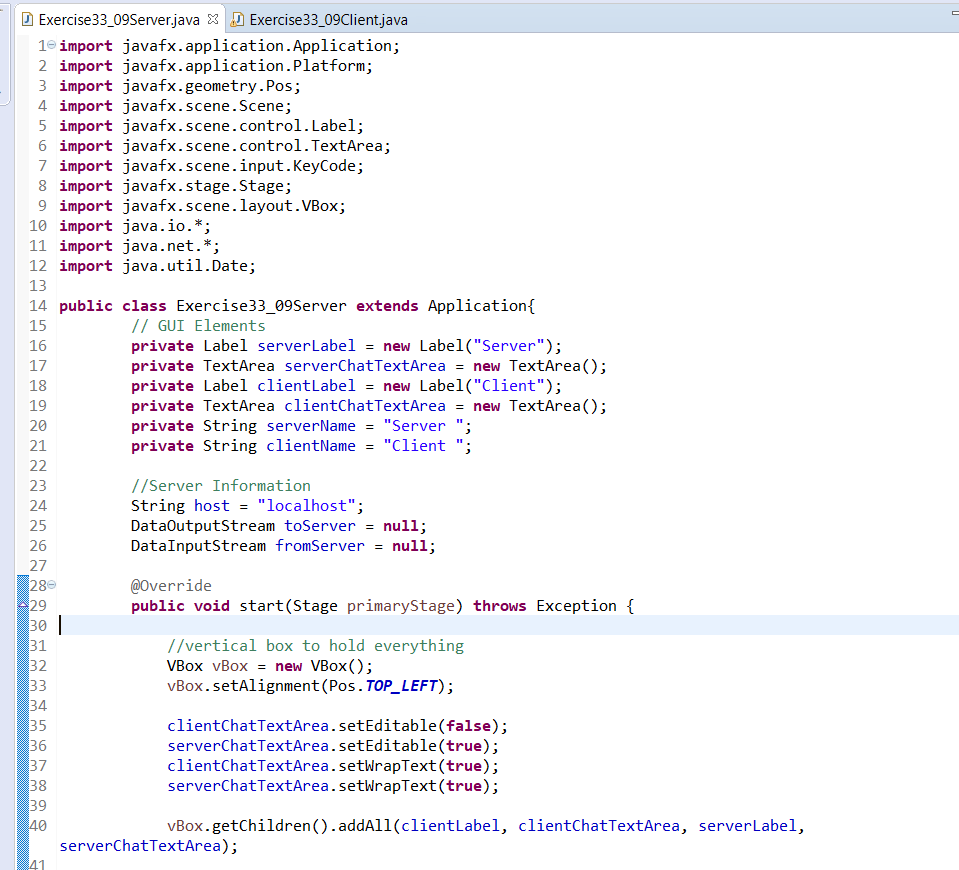 Exercise33_09Server.java Exercise33_09Client.java
1 import javafx.application.Application;
2 import javafx.application.Platform;
3 import javafx.geometry.Pos;
4 import javafx.scene.Scene;
5 import javafx.scene.control.Label;
6 import javafx.scene.control.TextArea;
7 import javafx.scene.input.KeyCode;
8 import javafx.stage.Stage;
9 import javafx.scene.layout.VBox;
10 import java.io.*;
11 import java.net.*;
12 import java.util.Date;
13
14 public class Exercise33_09Server extends Application{
15 // GUI Elements
16 private Label serverLabel = new Label("Server");
17 private TextArea serverChatTextArea = new TextArea();
18 private Label clientLabel = new Label("Client");
19 private TextArea clientChatTextArea = new TextArea();
20 private String serverName = "Server ";
21 private String clientName = "Client ";
22
23 //Server Information
24 String host = "localhost";
25 DataOutputStream toServer = null;
26 DataInputStream fromServer = null;
27
28 @Override
29 public void start(Stage primaryStage) throws Exception {
30
31 //vertical box to hold everything
32 VBox vBox = new VBox();
33 vBox.setAlignment(Pos.TOP_LEFT);
34
35 clientChatTextArea.setEditable(false);
36 serverChatTextArea.setEditable(true);
37 clientChatTextArea.setWrapText(true);
38 serverChatTextArea.setWrapText(true);
39
40 vBox.getChildren().addAll(clientLabel, clientChatTextArea, serverLabel,
serverChatTextArea);
41